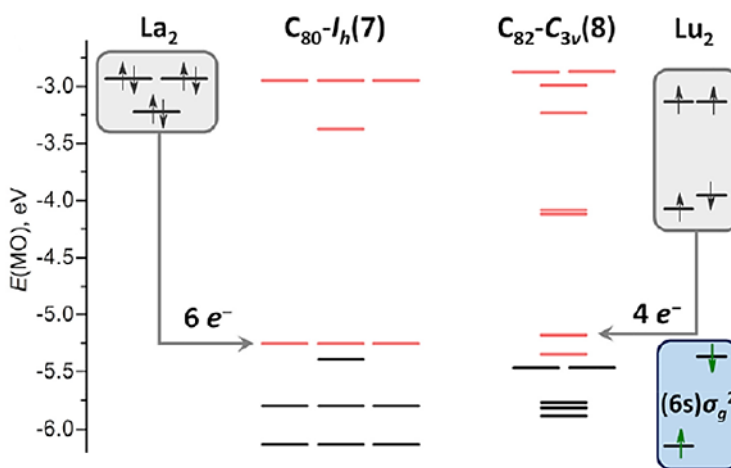 La₂ C₈₀-Iₕ(7) C₈₂-C₃ᵥ(8) Lu₂
-3.0
-3.5
-4.0
-4.5
-5.0
-5.5
-6.0
E(MO), eV
6 e⁻
4 e⁻
(6s)σg²